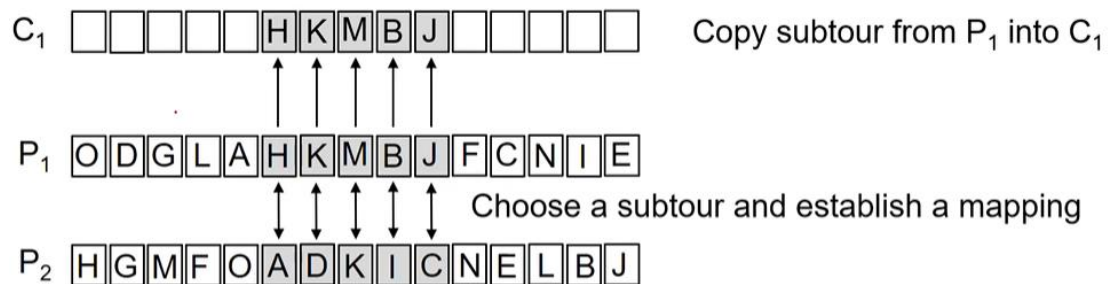 C₁ H K M B J Copy subtour from P₁ into C₁
P₁ O D G L A H K M B J F C N I E
Choose a subtour and establish a mapping
P₂ H G M F O A D K I C N E L B J